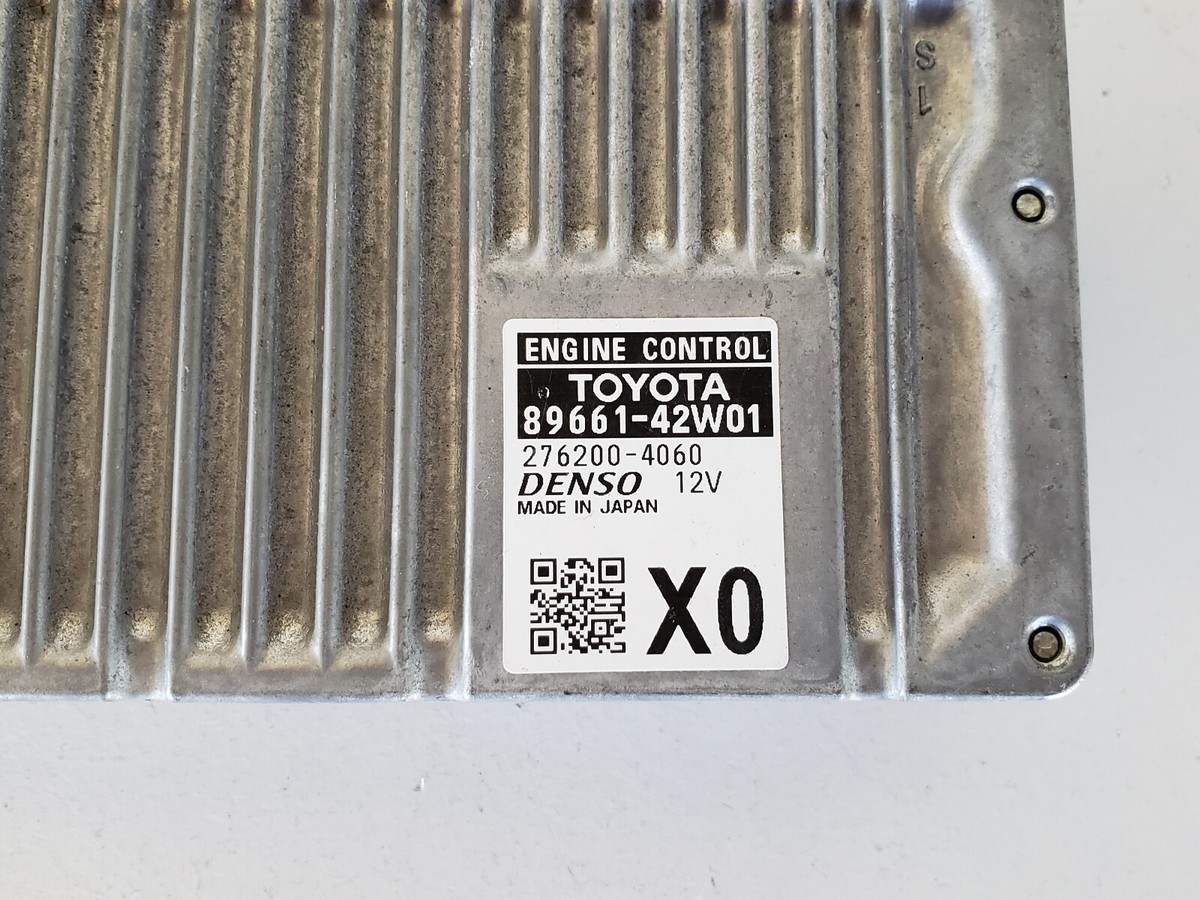 S L
ENGINE CONTROL
TOYOTA
89661-42W01
276200-4060
DENSO 12V
MADE IN JAPAN
X0